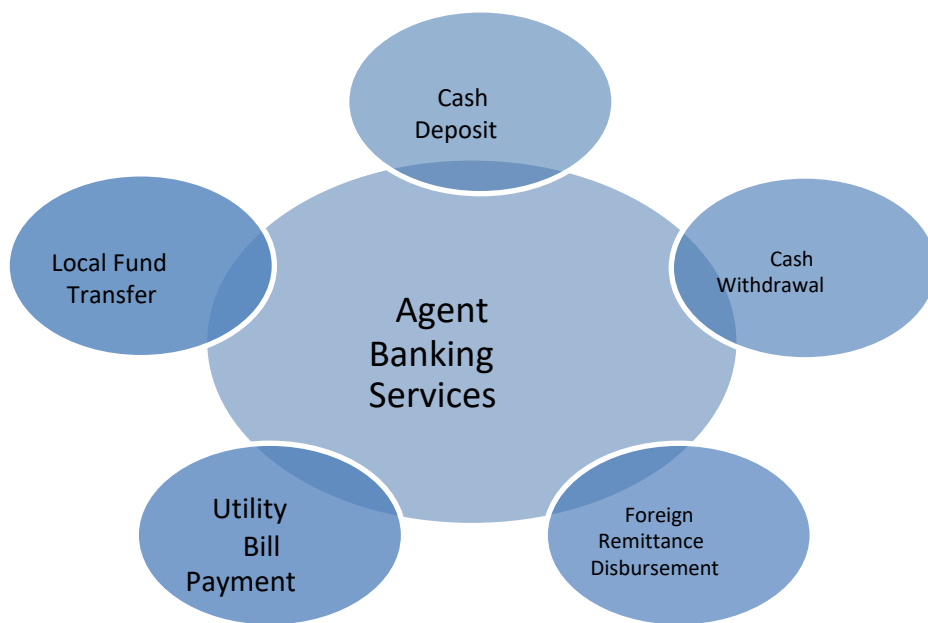 Cash
Deposit
Local Fund
Transfer
Cash
Withdrawal
Agent
Banking
Services
Utility
Bill
Payment
Foreign
Remittance
Disbursement